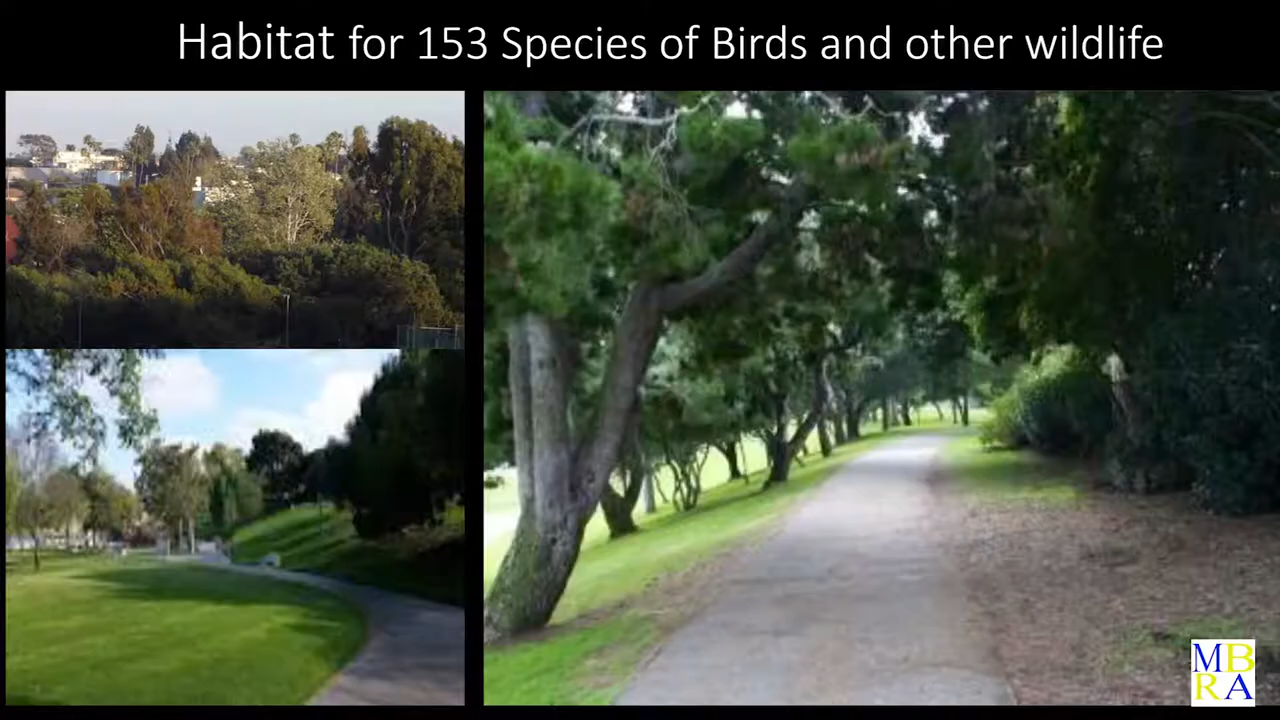 Habitat for 153 Species of Birds and other wildlife
MB
RA